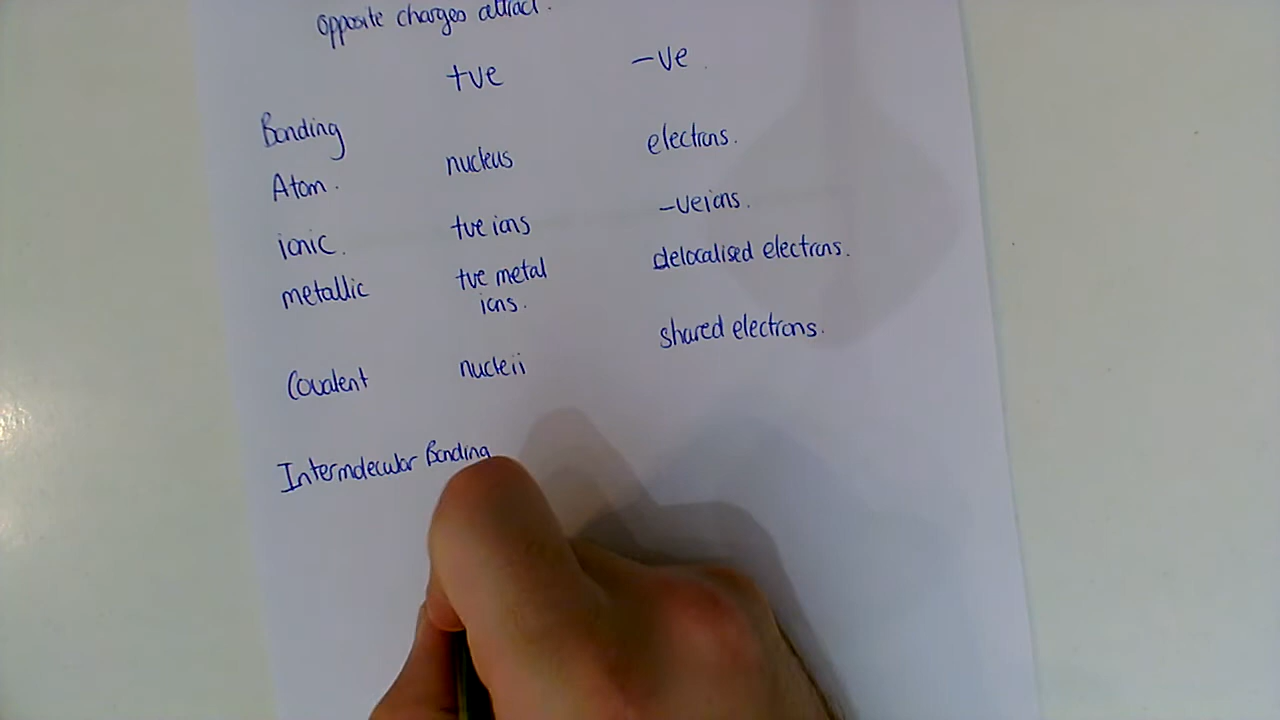 Opposite charges attract.
+ve -ve.
Bonding
Atom. nucleus electrons.
ionic. +ve ions -ve ions.
metallic +ve metal ions. delocalised electrons.
Covalent nucleii shared electrons.
Intermolecular Bonding